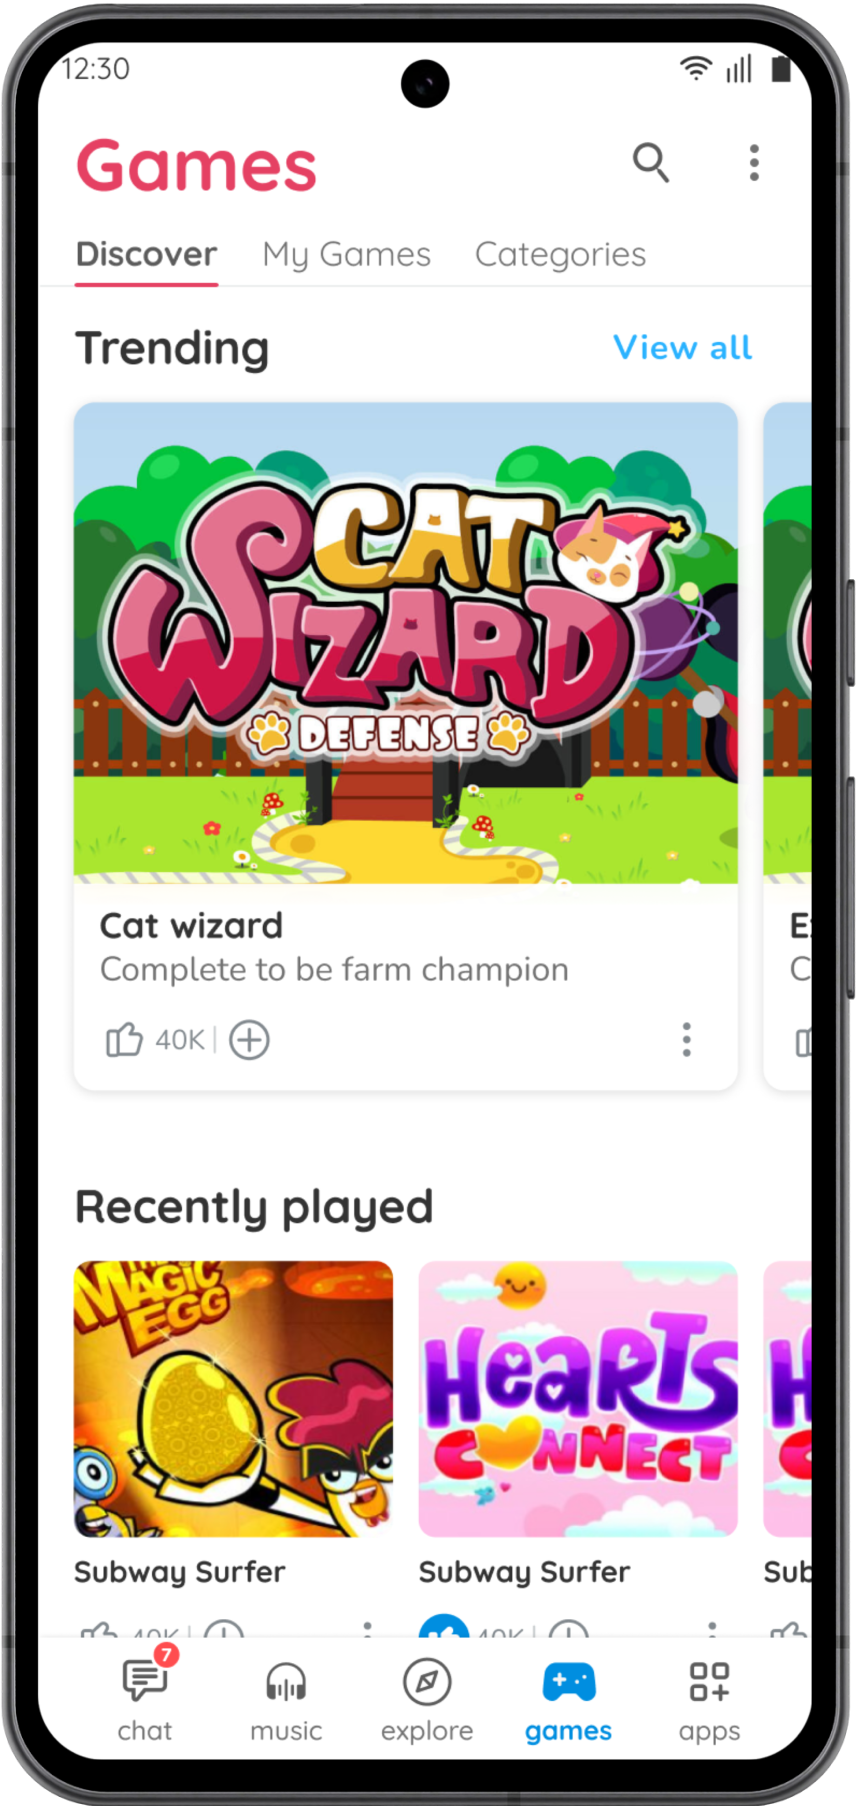 12:30
Games
Discover My Games Categories
Trending View all
CAT
WIZARD
DEFENSE
Cat wizard
Complete to be farm champion
40K
Recently played
MAGIC
EGG
HEARTS
CONNECT
Subway Surfer Subway Surfer Sub
40K 40K
7
chat music explore games apps